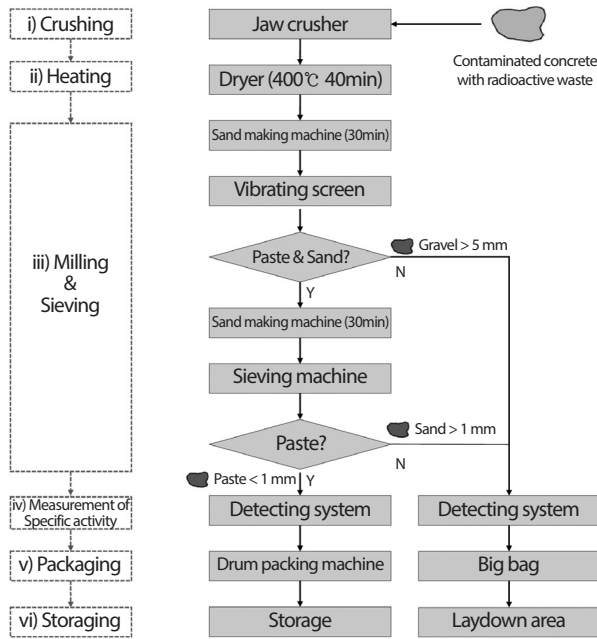 i) Crushing
Jaw crusher
Contaminated concrete
with radioactive waste
ii) Heating
Dryer (400℃ 40min)
iii) Milling
&
Sieving
Sand making machine (30min)
Vibrating screen
Paste & Sand?
Gravel > 5 mm
N
Y
Sand making machine (30min)
Sieving machine
Paste?
Sand > 1 mm
N
Paste < 1 mm
Y
iv) Measurement of
Specific activity
Detecting system
Detecting system
v) Packaging
Drum packing machine
Big bag
vi) Storaging
Storage
Laydown area